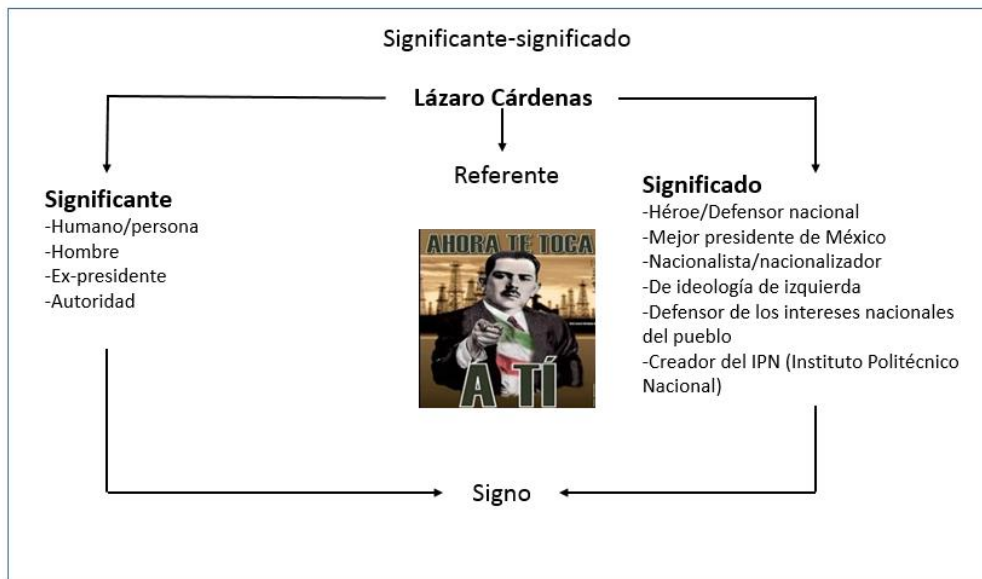 Significante-significado
Lázaro Cárdenas
Referente
Significante
-Humano/persona
-Hombre
-Ex-presidente
-Autoridad
AHORA TE TOCA
A TÍ
Significado
-Héroe/Defensor nacional
-Mejor presidente de México
-Nacionalista/nacionalizador
-De ideología de izquierda
-Defensor de los intereses nacionales
del pueblo
-Creador del IPN (Instituto Politécnico
Nacional)
Signo